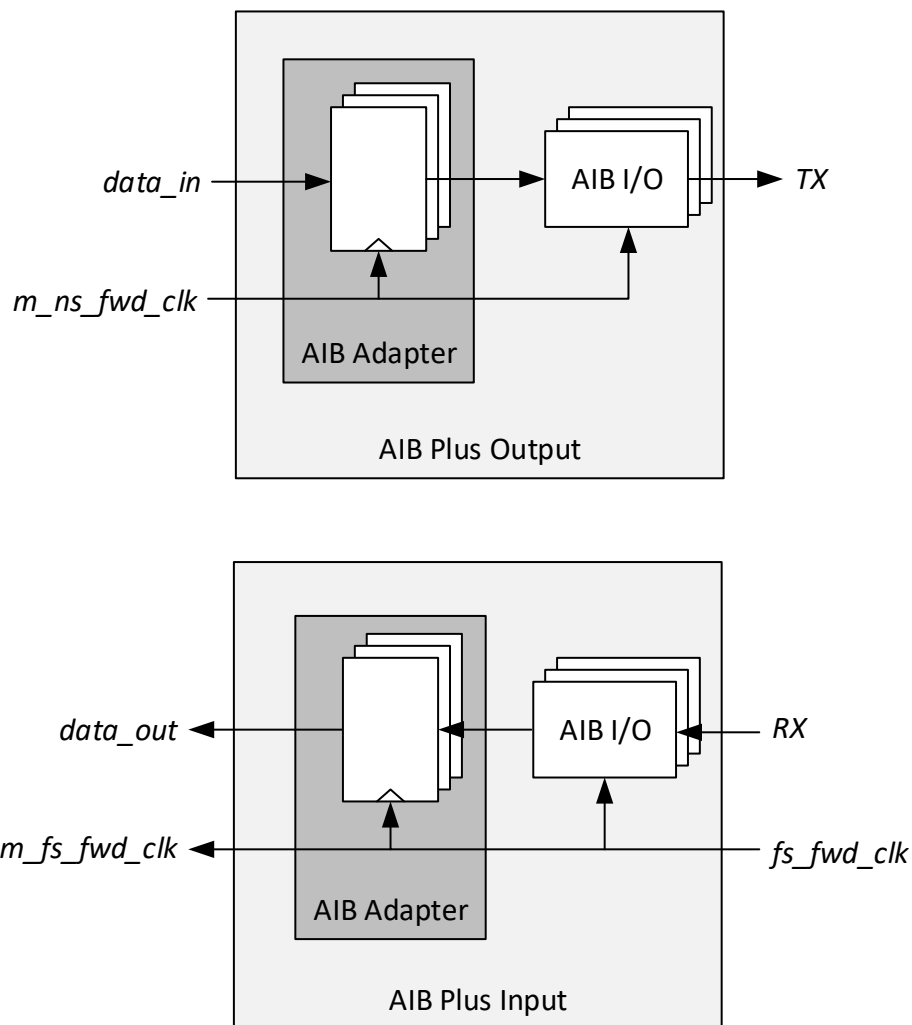 data_in
AIB I/O
TX
m_ns_fwd_clk
AIB Adapter
AIB Plus Output
data_out
AIB I/O
RX
m_fs_fwd_clk
fs_fwd_clk
AIB Adapter
AIB Plus Input